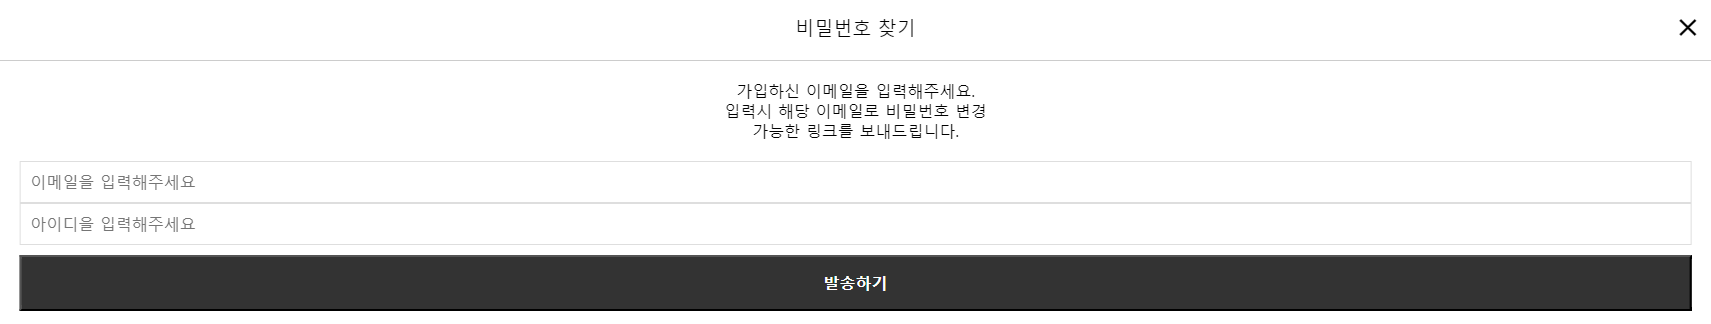 비밀번호 찾기
가입하신 이메일을 입력해주세요.
입력시 해당 이메일로 비밀번호 변경
가능한 링크를 보내드립니다.
이메일을 입력해주세요
아이디을 입력해주세요
발송하기